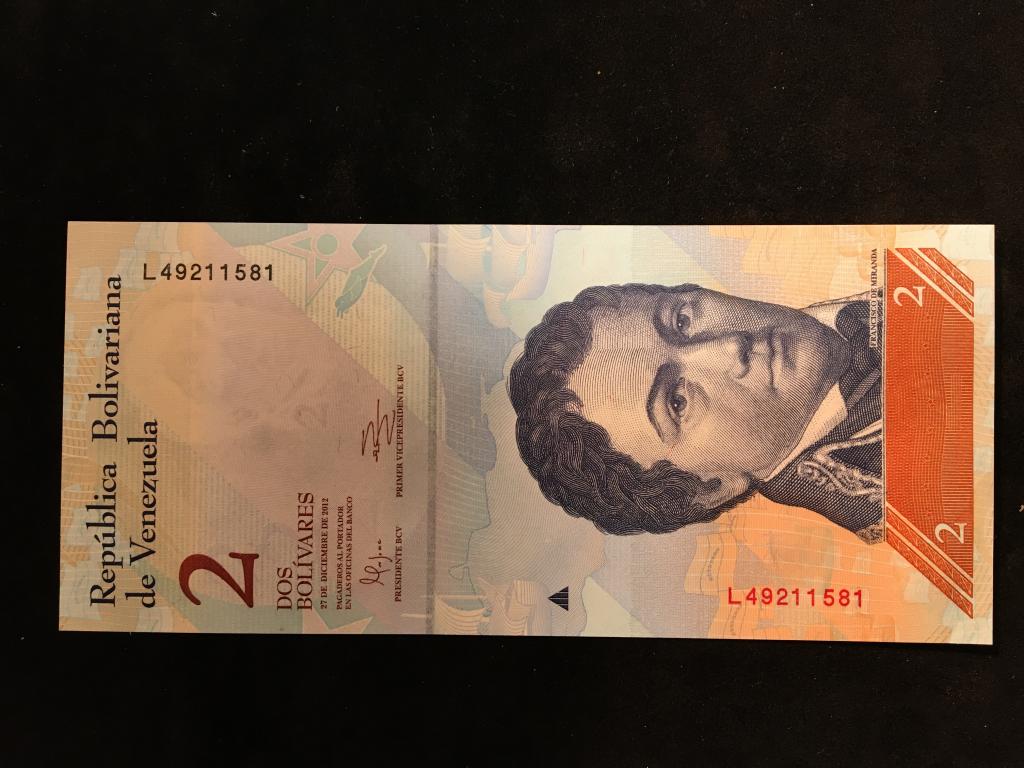 L49211581
República Bolivariana
de Venezuela
2
DOS
BOLÍVARES
27 DE DICIEMBRE DE 2012
PAGADEROS AL PORTADOR
EN LAS OFICINAS DEL BANCO
PRESIDENTE BCV
PRIMER VICEPRESIDENTE BCV
FRANCISCO DE MIRANDA
2
2
L49211581